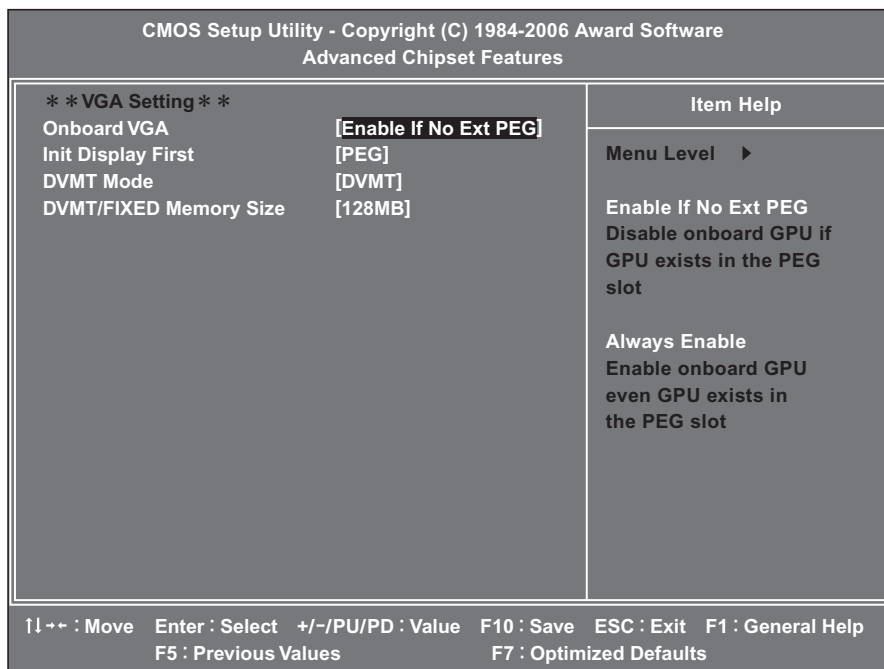 CMOS Setup Utility - Copyright (C) 1984-2006 Award Software
Advanced Chipset Features
＊＊VGA Setting＊＊
Onboard VGA [Enable If No Ext PEG]
Init Display First [PEG]
DVMT Mode [DVMT]
DVMT/FIXED Memory Size [128MB]
Item Help
Menu Level ▶
Enable If No Ext PEG
Disable onboard GPU if
GPU exists in the PEG
slot
Always Enable
Enable onboard GPU
even GPU exists in
the PEG slot
↑↓→←：Move Enter：Select +/-/PU/PD：Value F10：Save ESC：Exit F1：General Help
F5：Previous Values F7：Optimized Defaults